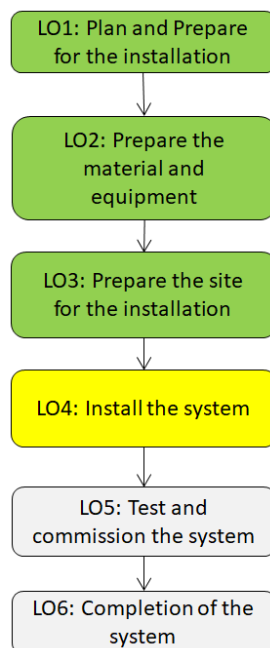 LO1: Plan and Prepare
for the installation
LO2: Prepare the
material and
equipment
LO3: Prepare the site
for the installation
LO4: Install the system
LO5: Test and
commission the system
LO6: Completion of the
system